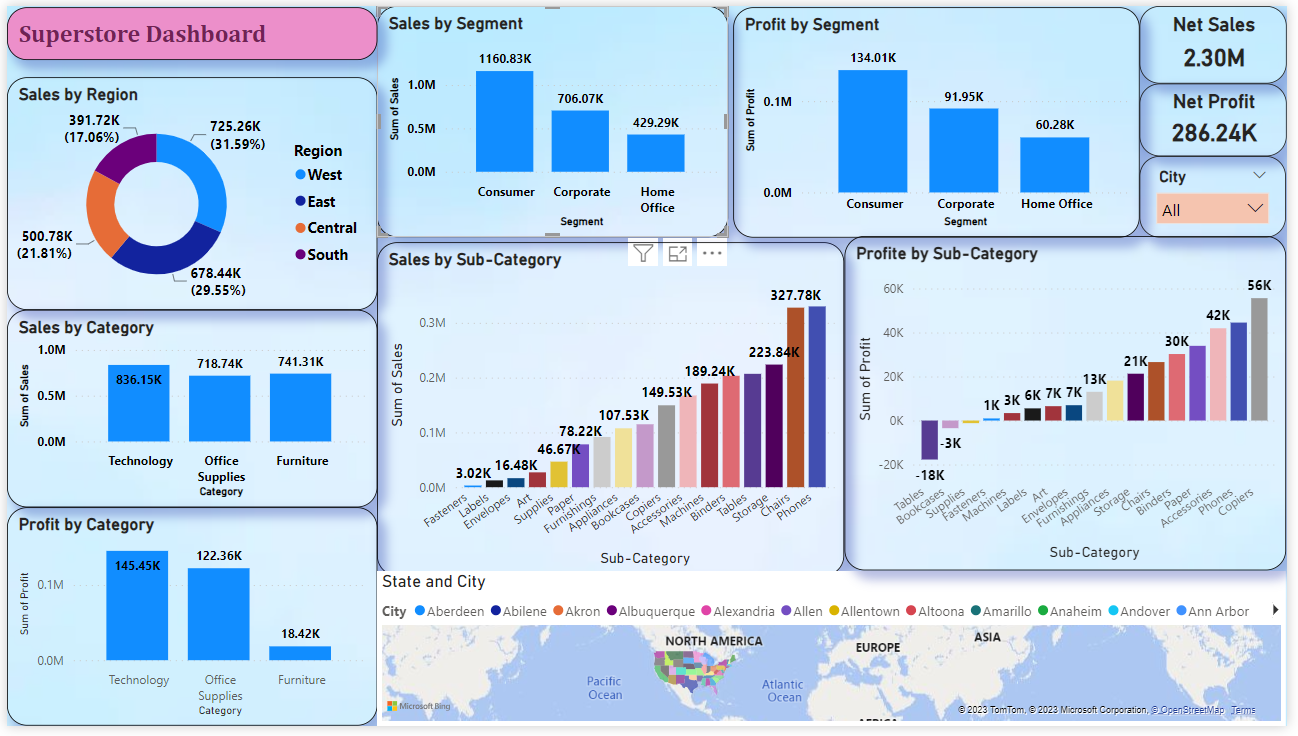 Superstore Dashboard
Sales by Region
391.72K
(17.06%)
725.26K
(31.59%)
500.78K
(21.81%)
678.44K
(29.55%)
Region
West
East
Central
South
Sales by Category
Sum of Sales
1.0M
0.5M
0.0M
836.15K
718.74K
741.31K
Technology
Office
Supplies
Furniture
Category
Profit by Category
Sum of Profit
0.1M
0.0M
145.45K
122.36K
18.42K
Technology
Office
Supplies
Furniture
Category
Sales by Segment
Sum of Sales
1.0M
0.5M
0.0M
1160.83K
706.07K
429.29K
Consumer
Corporate
Home
Office
Segment
Profit by Segment
Sum of Profit
0.1M
0.0M
134.01K
91.95K
60.28K
Consumer
Corporate
Home Office
Segment
Net Sales
2.30M
Net Profit
286.24K
City
All
Sales by Sub-Category
Sum of Sales
0.3M
0.2M
0.1M
0.0M
3.02K
16.48K
46.67K
78.22K
107.53K
149.53K
189.24K
223.84K
327.78K
Fasteners
Labels
Envelopes
Art
Supplies
Paper
Furnishings
Appliances
Bookcases
Copiers
Accessories
Machines
Binders
Tables
Storage
Chairs
Phones
Sub-Category
Profite by Sub-Category
Sum of Profit
60K
40K
20K
0K
-20K
-18K
-3K
1K
3K
6K
7K
7K
13K
21K
30K
42K
56K
Tables
Bookcases
Supplies
Fasteners
Machines
Labels
Art
Envelopes
Furnishings
Appliances
Storage
Chairs
Binders
Paper
Accessories
Phones
Copiers
Sub-Category
State and City
City Aberdeen Abilene Akron Albuquerque Alexandria Allen Allentown Altoona Amarillo Anaheim Andover Ann Arbor
NORTH AMERICA
EUROPE
ASIA
AFRICA
Pacific
Ocean
Atlantic
Ocean
Microsoft Bing
© 2023 TomTom, © 2023 Microsoft Corporation, © OpenStreetMap Terms